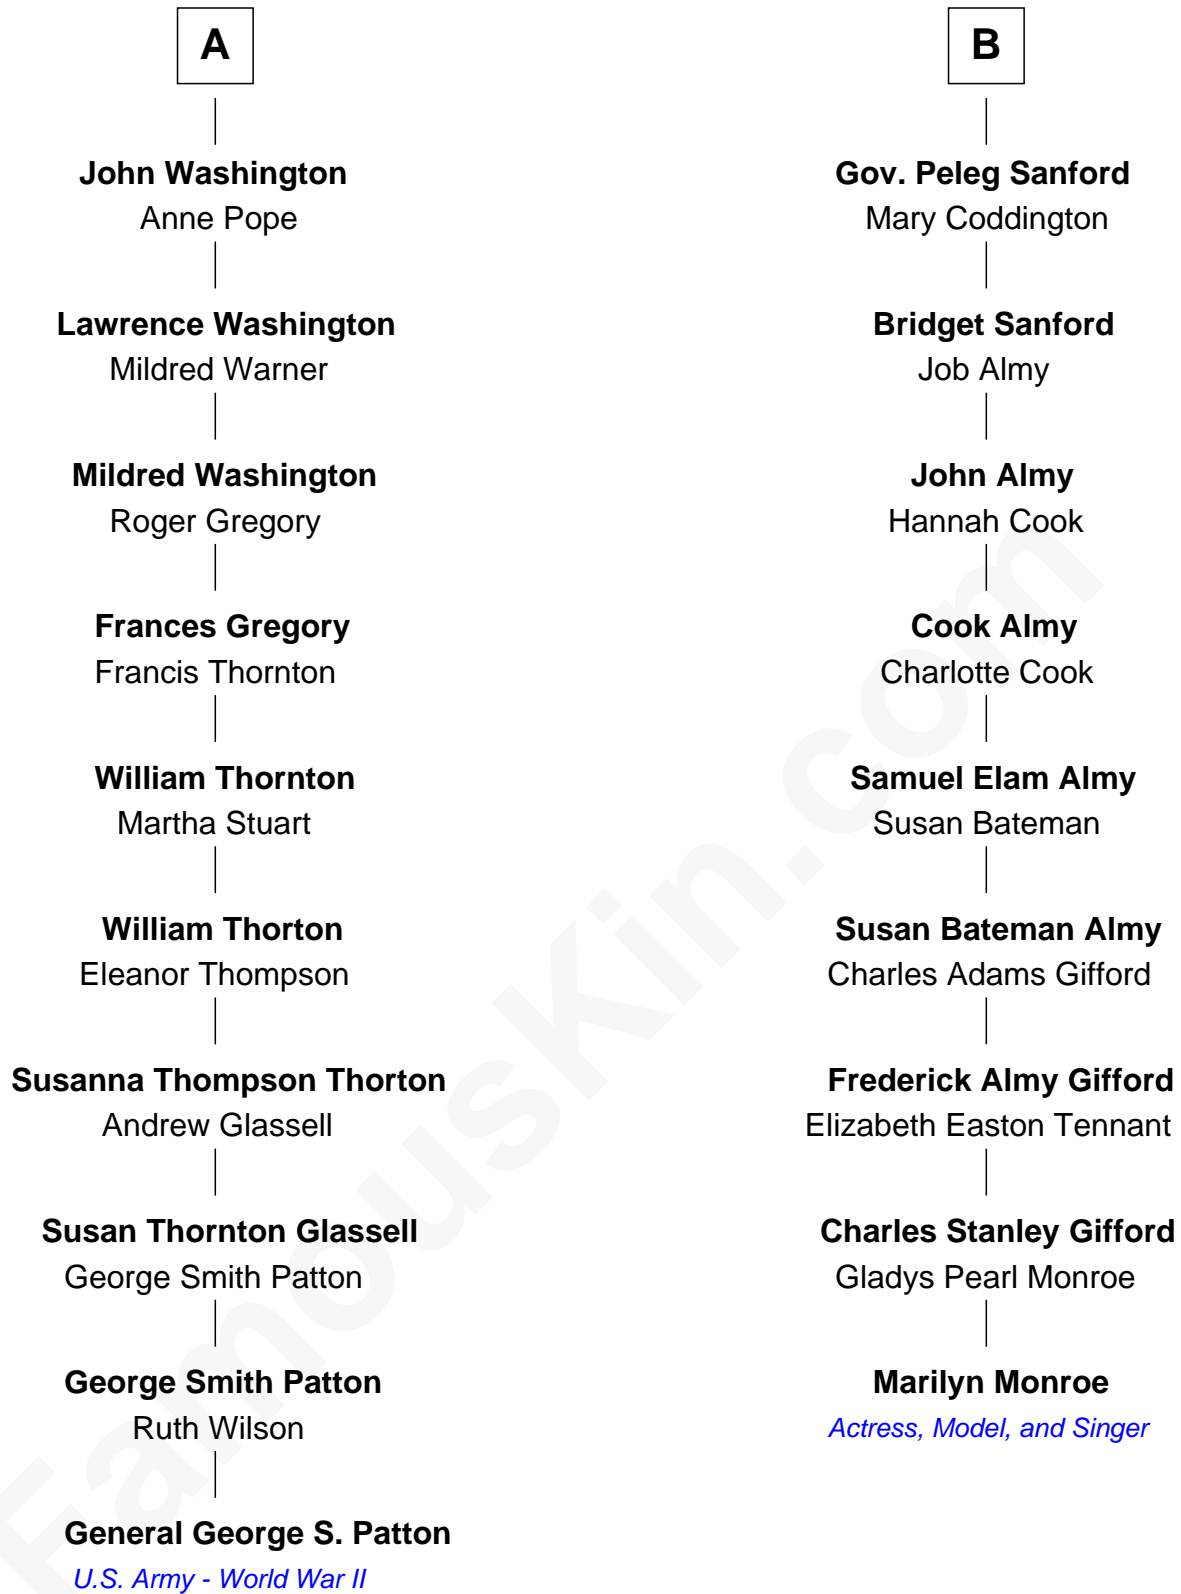 A
John Washington
Anne Pope
Lawrence Washington
Mildred Warner
Mildred Washington
Roger Gregory
Frances Gregory
Francis Thornton
William Thornton
Martha Stuart
William Thorton
Eleanor Thompson
Susanna Thompson Thorton
Andrew Glassell
Susan Thornton Glassell
George Smith Patton
George Smith Patton
Ruth Wilson
General George S. Patton
U.S. Army - World War II
B
Gov. Peleg Sanford
Mary Coddington
Bridget Sanford
Job Almy
John Almy
Hannah Cook
Cook Almy
Charlotte Cook
Samuel Elam Almy
Susan Bateman
Susan Bateman Almy
Charles Adams Gifford
Frederick Almy Gifford
Elizabeth Easton Tennant
Charles Stanley Gifford
Gladys Pearl Monroe
Marilyn Monroe
Actress, Model, and Singer
FamousKin.com